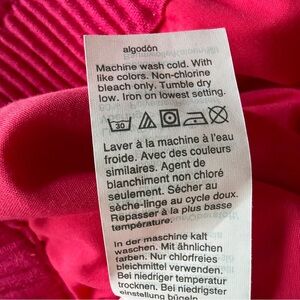 algodón
Machine wash cold. With
like colors. Non-chlorine
bleach only. Tumble dry
low. Iron on lowest setting.
30
Laver à la machine à l'eau
froide. Avec des couleurs
similaires. Agent de
blanchiment non chloré
seulement. Sécher au
sèche-linge au cycle doux.
Repasser à la plus basse
température.
In der maschine kalt
waschen. Mit ähnlichen
farben. Nur chlorfreies
bleichmittel verwenden.
Bei niedriger temperatur
trocknen. Bei niedrigster
einstellung bügeln